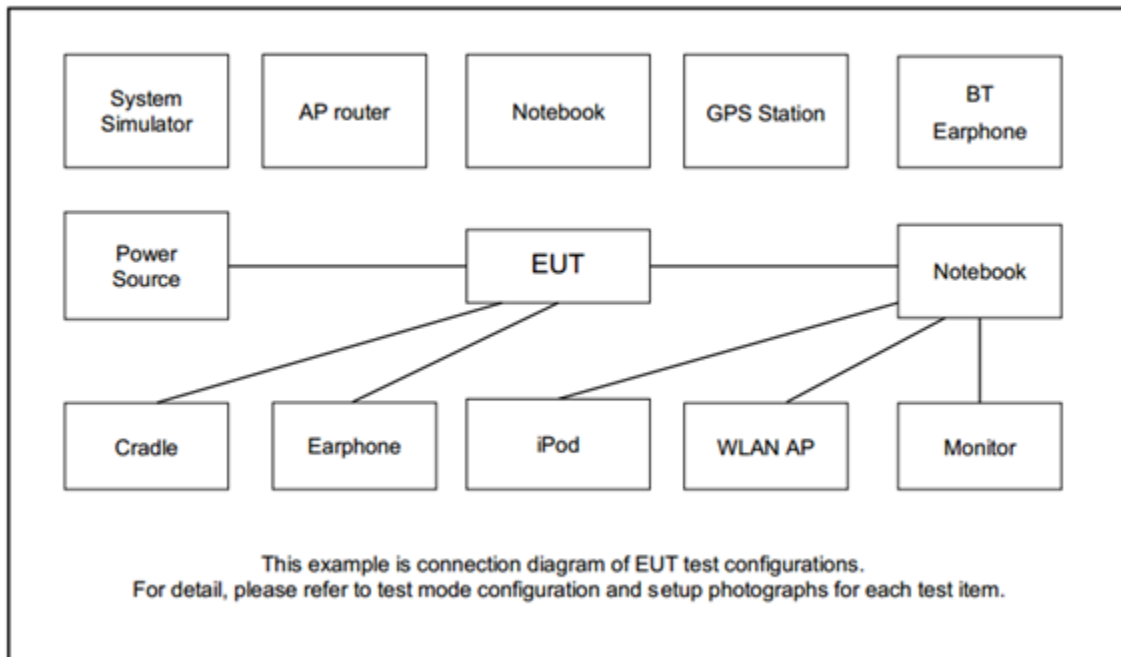 System
Simulator
AP router
Notebook
GPS Station
BT
Earphone
Power
Source
EUT
Notebook
Cradle
Earphone
iPod
WLAN AP
Monitor
This example is connection diagram of EUT test configurations.
For detail, please refer to test mode configuration and setup photographs for each test item.